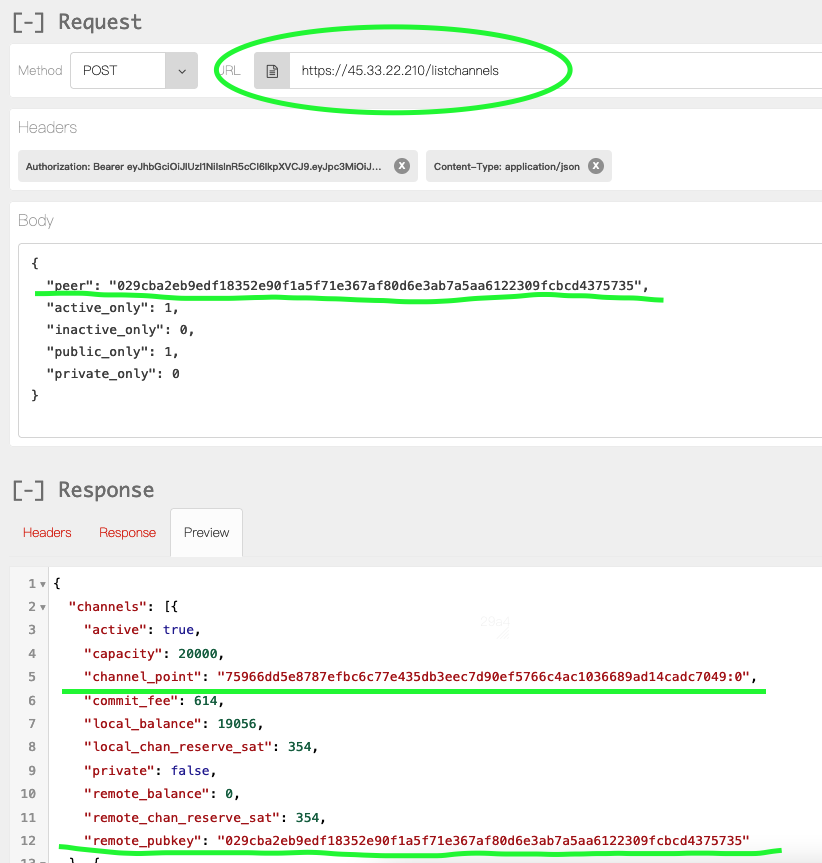 [-] Request
Method POST URL https://45.33.22.210/listchannels
Headers
Authorization: Bearer eyJhbGciOiJIUzI1NiIsInR5cCI6IkpXVCJ9.eyJpc3MiOiJ... Content-Type: application/json
Body
{
"peer": "029cba2eb9edf18352e90f1a5f71e367af80d6e3ab7a5aa6122309fcbcd4375735",
"active_only": 1,
"inactive_only": 0,
"public_only": 1,
"private_only": 0
}
[-] Response
Headers Response Preview
1 {
2 "channels": [{
3 "active": true,
4 "capacity": 20000,
5 "channel_point": "75966dd5e8787efbc6c77e435db3eec7d90ef5766c4ac1036689ad14cadc7049:0",
6 "commit_fee": 614,
7 "local_balance": 19056,
8 "local_chan_reserve_sat": 354,
9 "private": false,
10 "remote_balance": 0,
11 "remote_chan_reserve_sat": 354,
12 "remote_pubkey": "029cba2eb9edf18352e90f1a5f71e367af80d6e3ab7a5aa6122309fcbcd4375735"
13 }, {